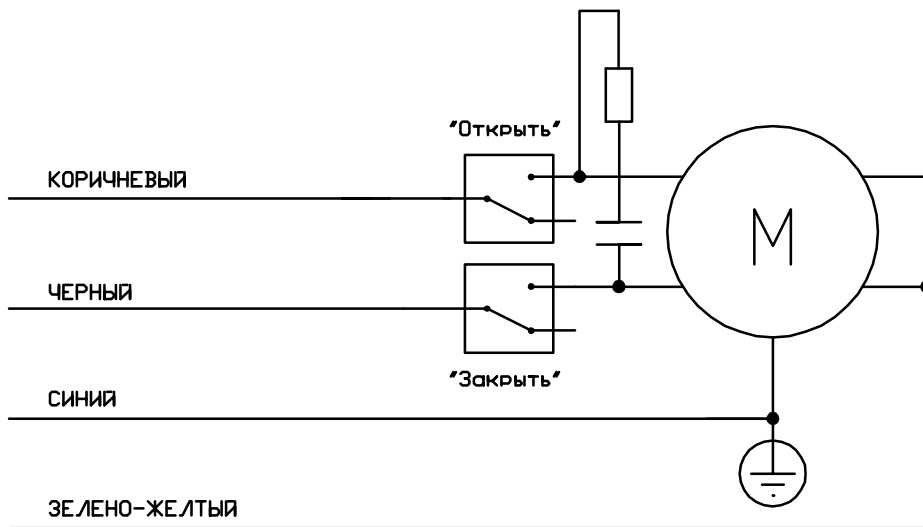 "Открыть"
КОРИЧНЕВЫЙ
M
ЧЕРНЫЙ
"Закрыть"
СИНИЙ
ЗЕЛЕНО-ЖЕЛТЫЙ